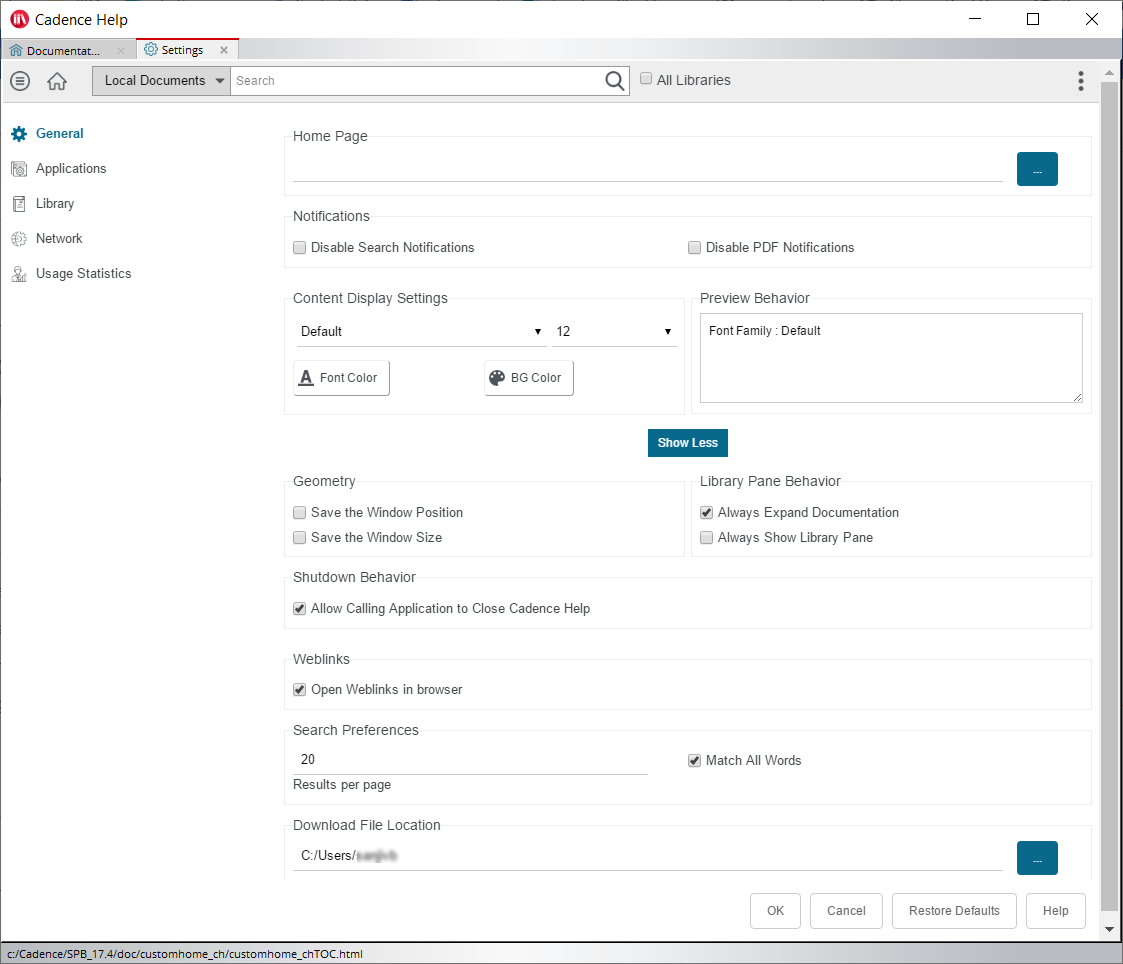 Cadence Help
Documentat... Settings
Local Documents Search All Libraries
General
Applications
Library
Network
Usage Statistics
Home Page
...
Notifications
Disable Search Notifications Disable PDF Notifications
Content Display Settings
Default 12
Font Color BG Color
Preview Behavior
Font Family : Default
Show Less
Geometry
Save the Window Position
Save the Window Size
Library Pane Behavior
Always Expand Documentation
Always Show Library Pane
Shutdown Behavior
Allow Calling Application to Close Cadence Help
Weblinks
Open Weblinks in browser
Search Preferences
20 Match All Words
Results per page
Download File Location
C:/Users/
...
OK Cancel Restore Defaults Help
c:/Cadence/SPB_17.4/doc/customhome_ch/customhome_chTOC.html